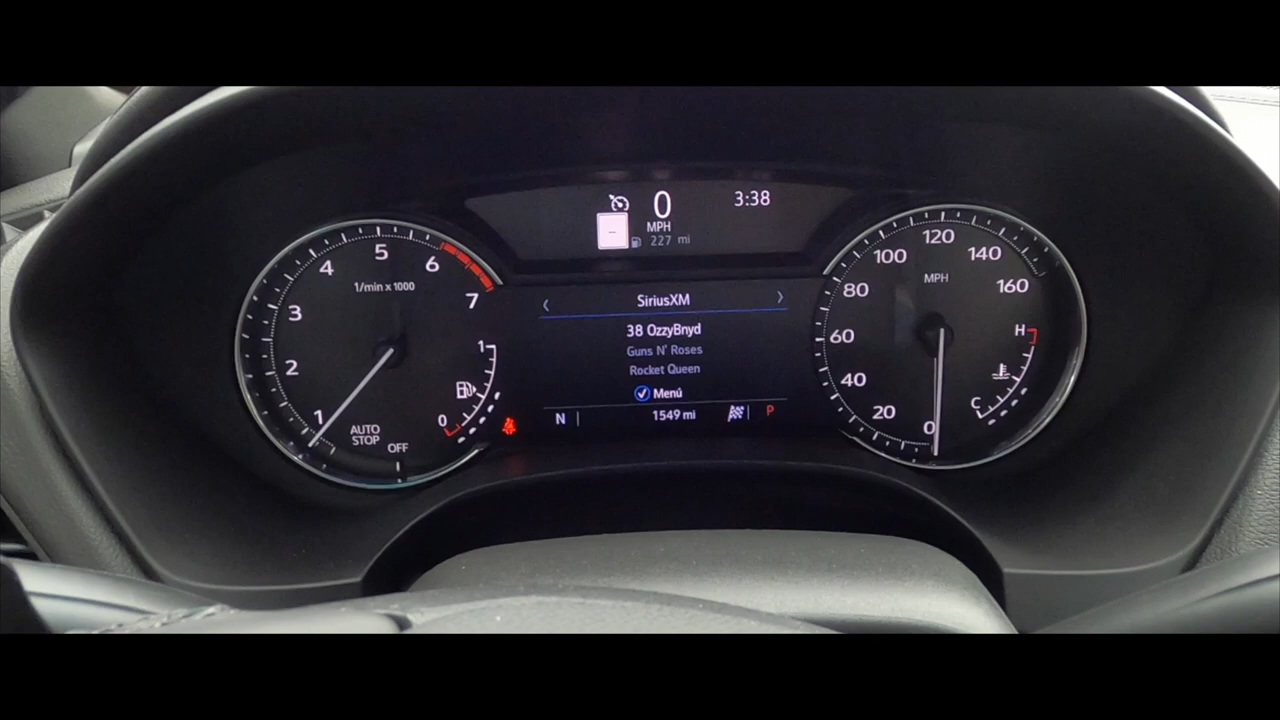 0
3:38
MPH
227 mi
5
4
6
1/min x 1000
7
3
2
1
AUTO
STOP
OFF
1
0
‹ SiriusXM ›
38 OzzyBnyd
Guns N' Roses
Rocket Queen
Menú
N
1549 mi
P
120
100
140
MPH
80
160
60
40
20
0
H
C